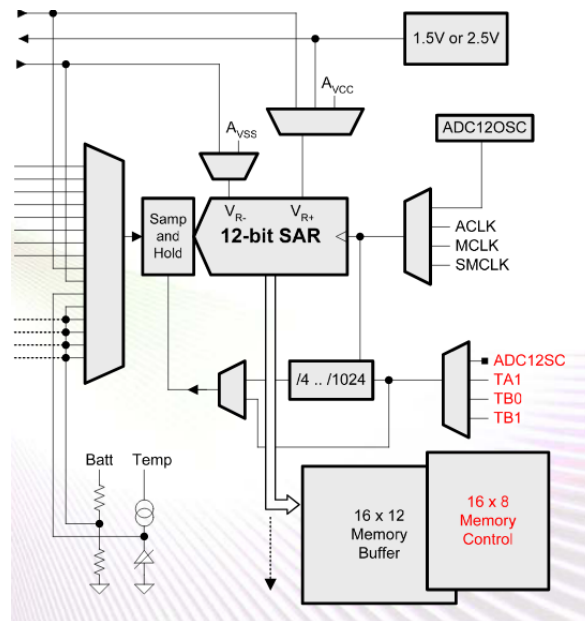 1.5V or 2.5V
AVCC
ADC12OSC
AVSS
Samp
and
Hold
VR-
VR+
12-bit SAR
ACLK
MCLK
SMCLK
/4 .. /1024
ADC12SC
TA1
TB0
TB1
Batt
Temp
16 x 12
Memory
Buffer
16 x 8
Memory
Control